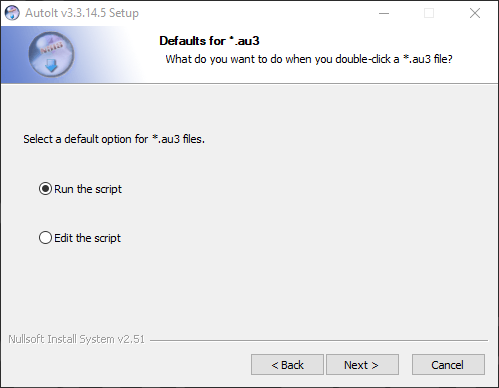 AutoIt v3.3.14.5 Setup
Defaults for *.au3
What do you want to do when you double-click a *.au3 file?
Select a default option for *.au3 files.
Run the script
Edit the script
Nullsoft Install System v2.51
< Back
Next >
Cancel